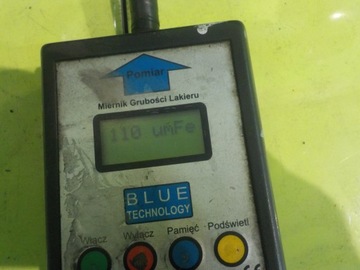 Pomiar
Miernik Grubości Lakieru
110 umFe
BLUE
TECHNOLOGY
Włącz Wyłącz Pamięć Podświetl